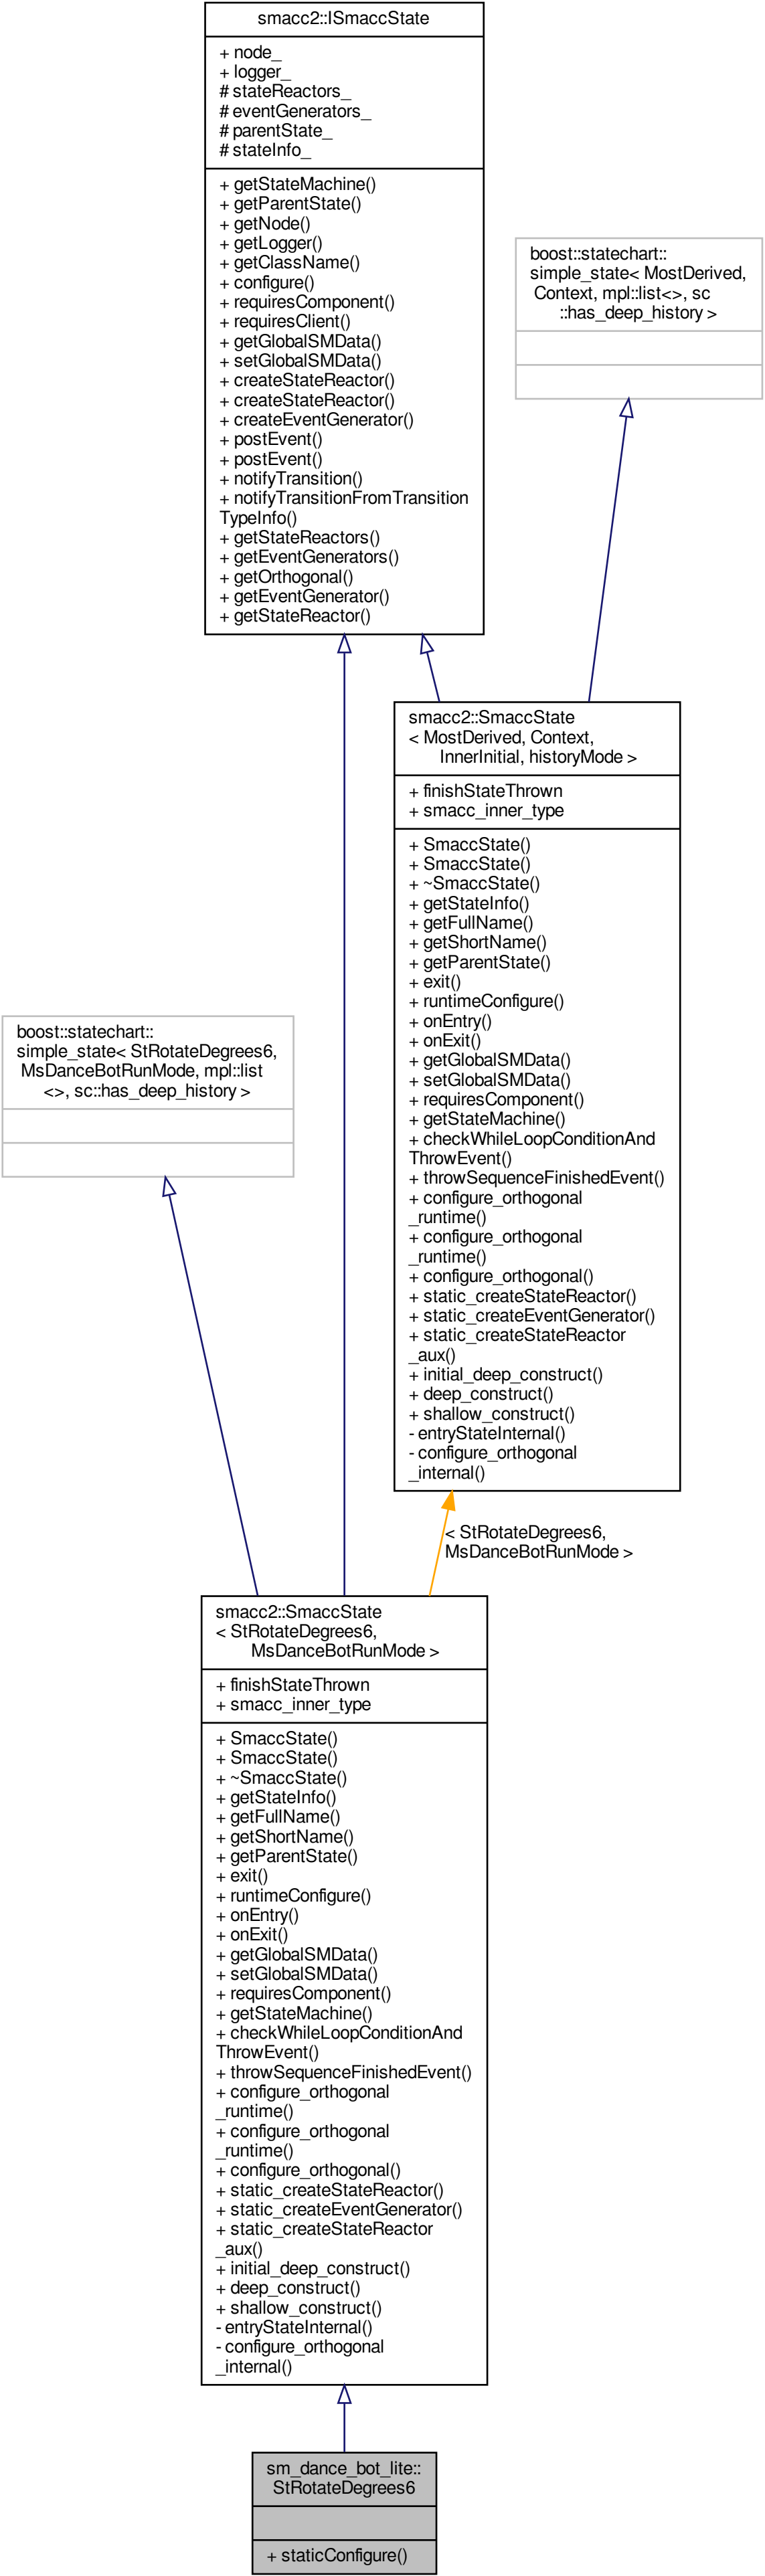 smacc2::ISmaccState
+ node_
+ logger_
# stateReactors_
# eventGenerators_
# parentState_
# stateInfo_
+ getStateMachine()
+ getParentState()
+ getNode()
+ getLogger()
+ getClassName()
+ configure()
+ requiresComponent()
+ requiresClient()
+ getGlobalSMData()
+ setGlobalSMData()
+ createStateReactor()
+ createStateReactor()
+ createEventGenerator()
+ postEvent()
+ postEvent()
+ notifyTransition()
+ notifyTransitionFromTransition
TypeInfo()
+ getStateReactors()
+ getEventGenerators()
+ getOrthogonal()
+ getEventGenerator()
+ getStateReactor()
boost::statechart::
simple_state< MostDerived,
Context, mpl::list<>, sc
::has_deep_history >
smacc2::SmaccState
< MostDerived, Context,
InnerInitial, historyMode >
+ finishStateThrown
+ smacc_inner_type
+ SmaccState()
+ SmaccState()
+ ~SmaccState()
+ getStateInfo()
+ getFullName()
+ getShortName()
+ getParentState()
+ exit()
+ runtimeConfigure()
+ onEntry()
+ onExit()
+ getGlobalSMData()
+ setGlobalSMData()
+ requiresComponent()
+ getStateMachine()
+ checkWhileLoopConditionAnd
ThrowEvent()
+ throwSequenceFinishedEvent()
+ configure_orthogonal
_runtime()
+ configure_orthogonal
_runtime()
+ configure_orthogonal()
+ static_createStateReactor()
+ static_createEventGenerator()
+ static_createStateReactor
_aux()
+ initial_deep_construct()
+ deep_construct()
+ shallow_construct()
- entryStateInternal()
- configure_orthogonal
_internal()
boost::statechart::
simple_state< StRotateDegrees6,
MsDanceBotRunMode, mpl::list
<>, sc::has_deep_history >
< StRotateDegrees6,
MsDanceBotRunMode >
smacc2::SmaccState
< StRotateDegrees6,
MsDanceBotRunMode >
+ finishStateThrown
+ smacc_inner_type
+ SmaccState()
+ SmaccState()
+ ~SmaccState()
+ getStateInfo()
+ getFullName()
+ getShortName()
+ getParentState()
+ exit()
+ runtimeConfigure()
+ onEntry()
+ onExit()
+ getGlobalSMData()
+ setGlobalSMData()
+ requiresComponent()
+ getStateMachine()
+ checkWhileLoopConditionAnd
ThrowEvent()
+ throwSequenceFinishedEvent()
+ configure_orthogonal
_runtime()
+ configure_orthogonal
_runtime()
+ configure_orthogonal()
+ static_createStateReactor()
+ static_createEventGenerator()
+ static_createStateReactor
_aux()
+ initial_deep_construct()
+ deep_construct()
+ shallow_construct()
- entryStateInternal()
- configure_orthogonal
_internal()
sm_dance_bot_lite::
StRotateDegrees6
+ staticConfigure()